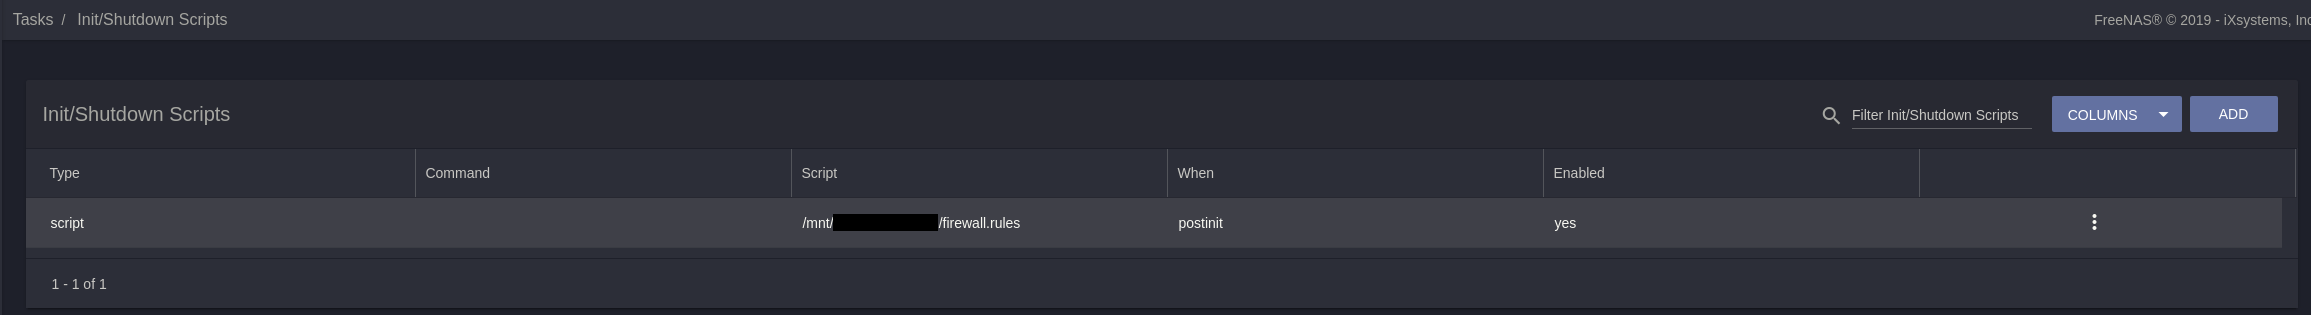 Tasks / Init/Shutdown Scripts
FreeNAS® © 2019 - iXsystems, Inc
Init/Shutdown Scripts
Filter Init/Shutdown Scripts
COLUMNS
ADD
Type Command Script When Enabled
script /mnt/ /firewall.rules postinit yes
1 - 1 of 1